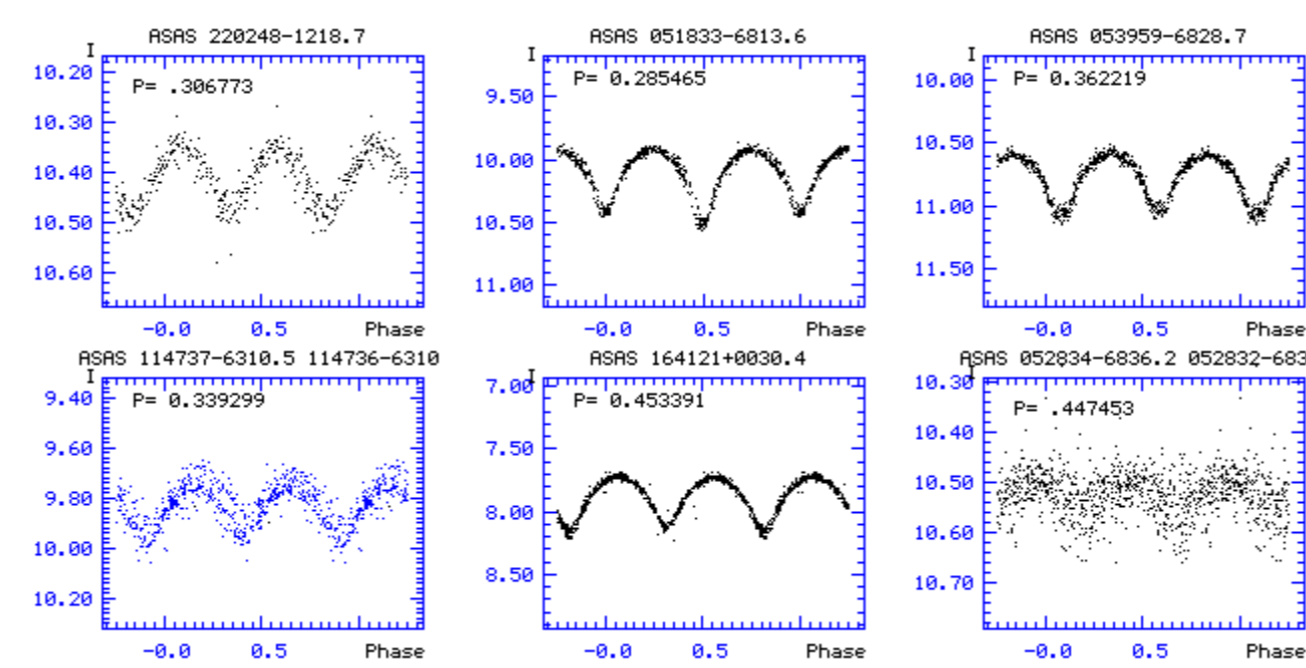 ASAS 220248-1218.7
I
P= .306773
10.20
10.30
10.40
10.50
10.60
-0.0 0.5 Phase
ASAS 051833-6813.6
I
P= 0.285465
9.50
10.00
10.50
11.00
-0.0 0.5 Phase
ASAS 053959-6828.7
I
P= 0.362219
10.00
10.50
11.00
11.50
-0.0 0.5 Phase
ASAS 114737-6310.5 114736-6310
I
P= 0.339299
9.40
9.60
9.80
10.00
10.20
-0.0 0.5 Phase
ASAS 164121+0030.4
I
P= 0.453391
7.00
7.50
8.00
8.50
-0.0 0.5 Phase
ASAS 052834-6836.2 052832-683
I
P= .447453
10.30
10.40
10.50
10.60
10.70
-0.0 0.5 Phase